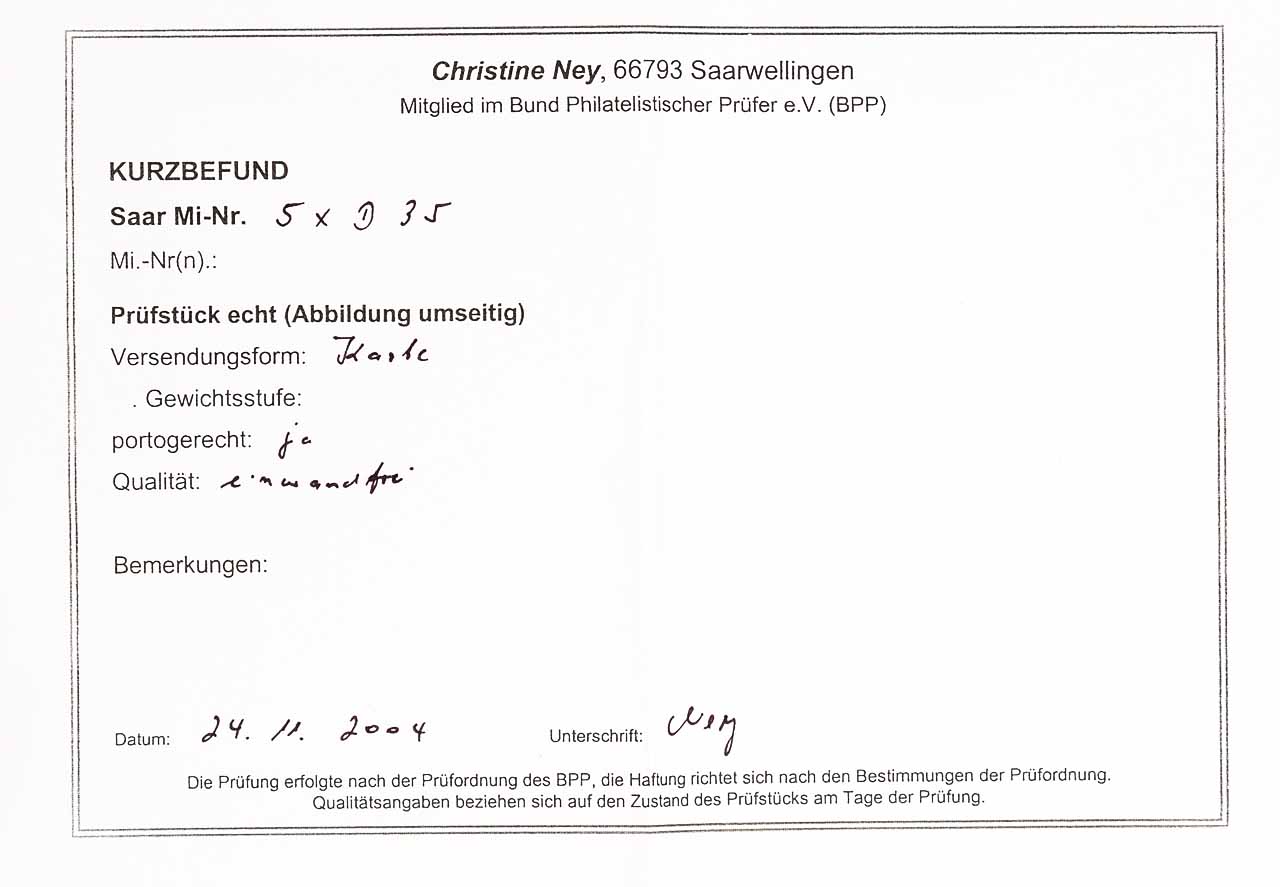 Christine Ney, 66793 Saarwellingen
Mitglied im Bund Philatelistischer Prüfer e.V. (BPP)
KURZBEFUND
Saar Mi-Nr. 5 x D 35
Mi.-Nr(n).:
Prüfstück echt (Abbildung umseitig)
Versendungsform: Karte
. Gewichtsstufe:
portogerecht: ja
Qualität: einwandfrei
Bemerkungen:
Datum: 24. 11. 2004 Unterschrift: Ney
Die Prüfung erfolgte nach der Prüfordnung des BPP, die Haftung richtet sich nach den Bestimmungen der Prüfordnung.
Qualitätsangaben beziehen sich auf den Zustand des Prüfstücks am Tage der Prüfung.